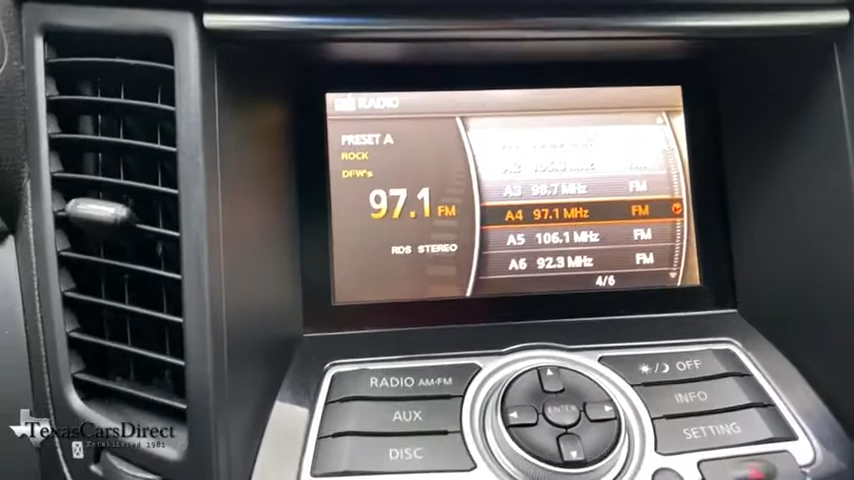 RADIO
PRESET A
ROCK
DFW's
97.1 FM
RDS STEREO
A3 98.7 MHz FM
A4 97.1 MHz FM
A5 106.1 MHz FM
A6 92.3 MHz FM
4/6
RADIO AM•FM
AUX
DISC
ENTER
OFF
INFO
SETTING
TexasCarsDirect
Established 1981